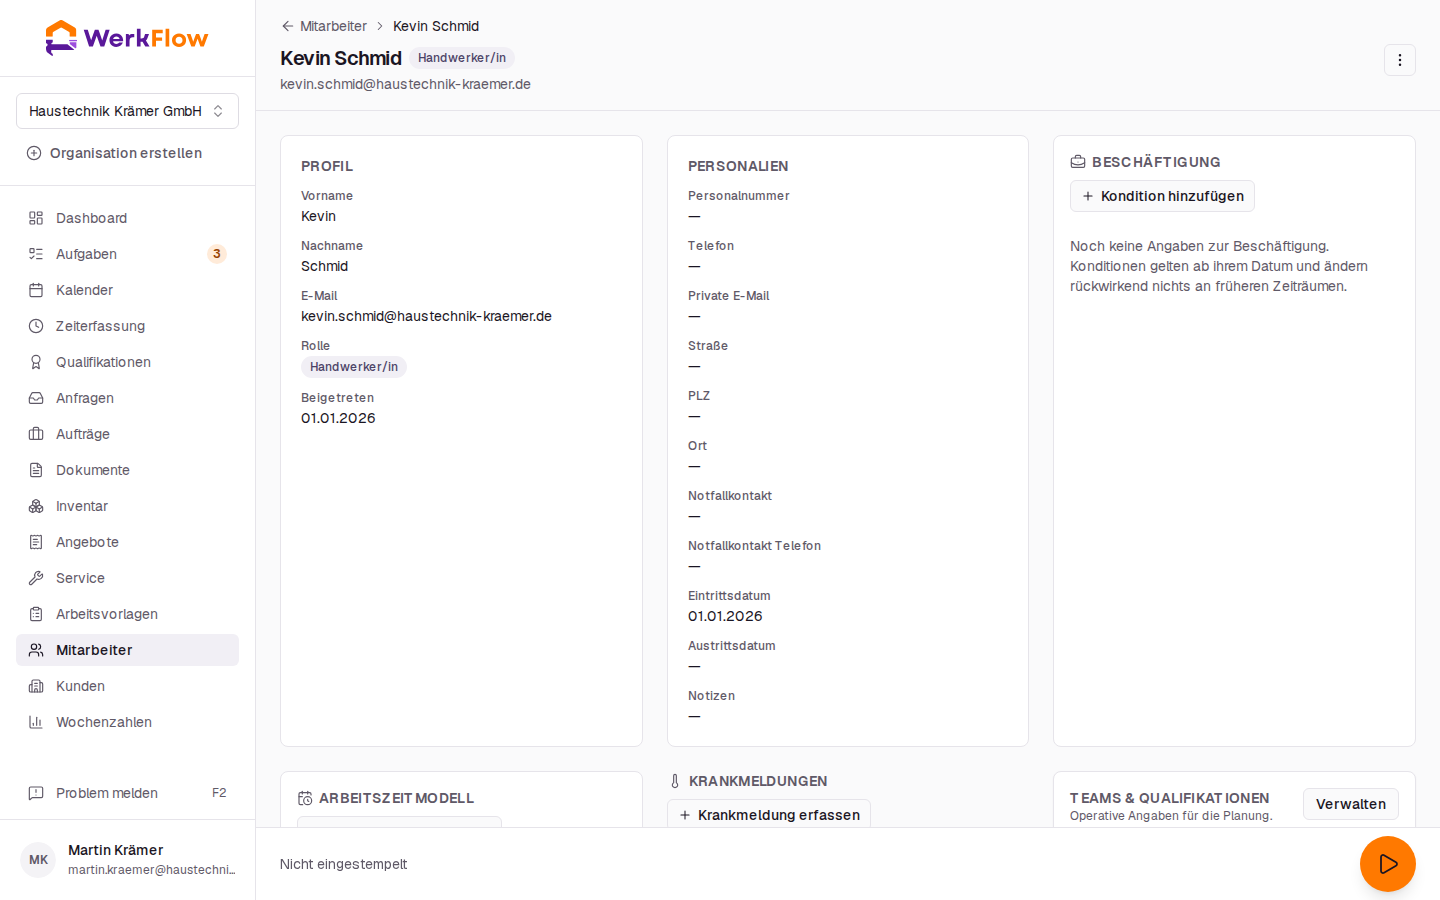 WerkFlow
Haustechnik Krämer GmbH
Organisation erstellen
Dashboard
Aufgaben 3
Kalender
Zeiterfassung
Qualifikationen
Anfragen
Aufträge
Dokumente
Inventar
Angebote
Service
Arbeitsvorlagen
Mitarbeiter
Kunden
Wochenzahlen
Problem melden F2
MK
Martin Krämer
martin.kraemer@haustechni...
Mitarbeiter Kevin Schmid
Kevin Schmid Handwerker/in
kevin.schmid@haustechnik-kraemer.de
PROFIL
Vorname
Kevin
Nachname
Schmid
E-Mail
kevin.schmid@haustechnik-kraemer.de
Rolle
Handwerker/in
Beigetreten
01.01.2026
PERSONALIEN
Personalnummer
—
Telefon
—
Private E-Mail
—
Straße
—
PLZ
—
Ort
—
Notfallkontakt
—
Notfallkontakt Telefon
—
Eintrittsdatum
01.01.2026
Austrittsdatum
—
Notizen
—
BESCHÄFTIGUNG
Kondition hinzufügen
Noch keine Angaben zur Beschäftigung.
Konditionen gelten ab ihrem Datum und ändern
rückwirkend nichts an früheren Zeiträumen.
ARBEITSZEITMODELL
KRANKMELDUNGEN
Krankmeldung erfassen
TEAMS & QUALIFIKATIONEN
Operative Angaben für die Planung.
Verwalten
Nicht eingestempelt